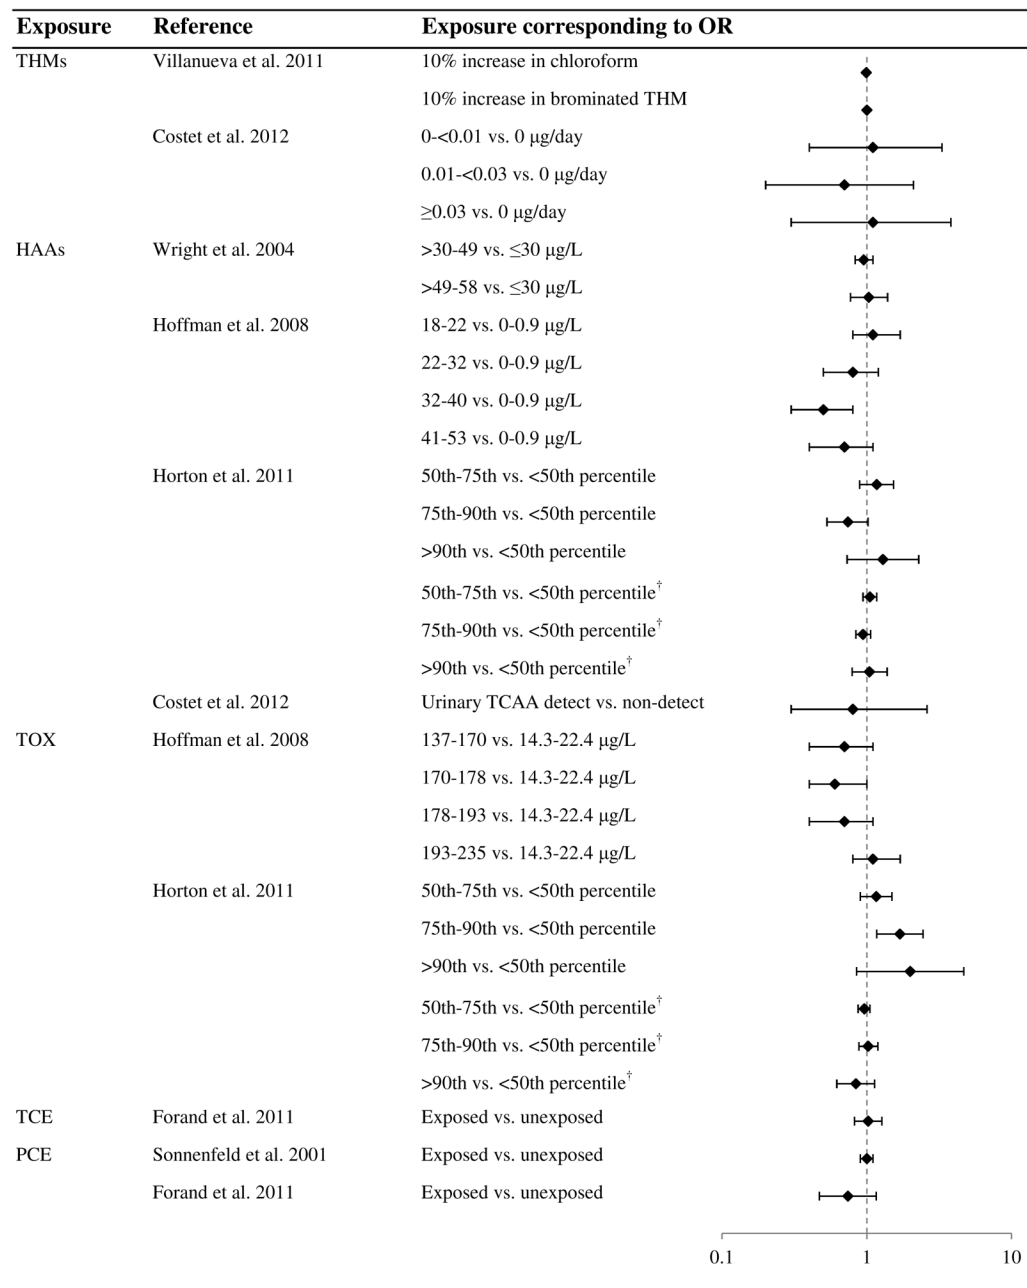 Exposure Reference Exposure corresponding to OR
THMs Villanueva et al. 2011 10% increase in chloroform
10% increase in brominated THM
Costet et al. 2012 0-<0.01 vs. 0 μg/day
0.01-<0.03 vs. 0 μg/day
≥0.03 vs. 0 μg/day
HAAs Wright et al. 2004 >30-49 vs. ≤30 μg/L
>49-58 vs. ≤30 μg/L
Hoffman et al. 2008 18-22 vs. 0-0.9 μg/L
22-32 vs. 0-0.9 μg/L
32-40 vs. 0-0.9 μg/L
41-53 vs. 0-0.9 μg/L
Horton et al. 2011 50th-75th vs. <50th percentile
75th-90th vs. <50th percentile
>90th vs. <50th percentile
50th-75th vs. <50th percentile†
75th-90th vs. <50th percentile†
>90th vs. <50th percentile†
Costet et al. 2012 Urinary TCAA detect vs. non-detect
TOX Hoffman et al. 2008 137-170 vs. 14.3-22.4 μg/L
170-178 vs. 14.3-22.4 μg/L
178-193 vs. 14.3-22.4 μg/L
193-235 vs. 14.3-22.4 μg/L
Horton et al. 2011 50th-75th vs. <50th percentile
75th-90th vs. <50th percentile
>90th vs. <50th percentile
50th-75th vs. <50th percentile†
75th-90th vs. <50th percentile†
>90th vs. <50th percentile†
TCE Forand et al. 2011 Exposed vs. unexposed
PCE Sonnenfeld et al. 2001 Exposed vs. unexposed
Forand et al. 2011 Exposed vs. unexposed
0.1 1 10